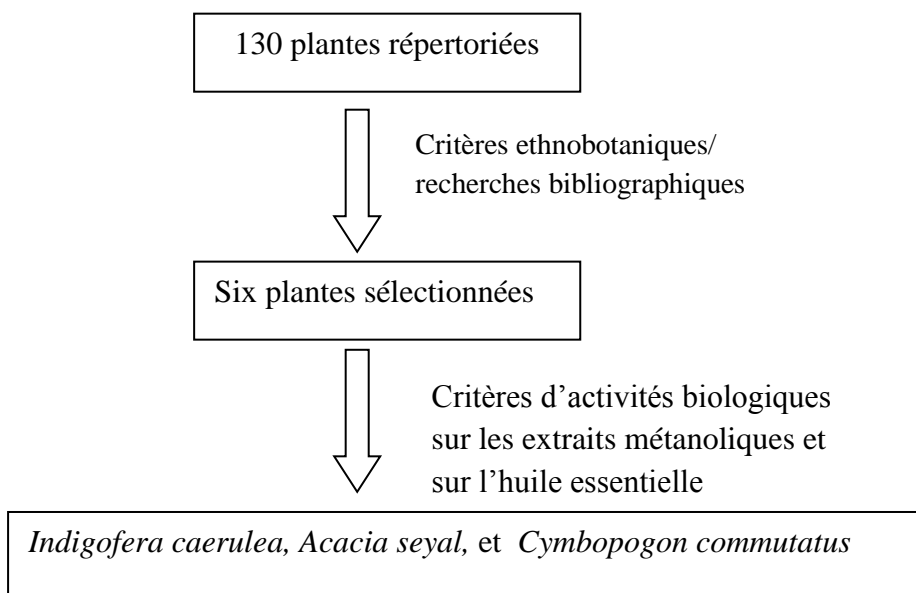 130 plantes répertoriées
Critères ethnobotaniques/
recherches bibliographiques
Six plantes sélectionnées
Critères d’activités biologiques
sur les extraits métanoliques et
sur l’huile essentielle
Indigofera caerulea, Acacia seyal, et Cymbopogon commutatus